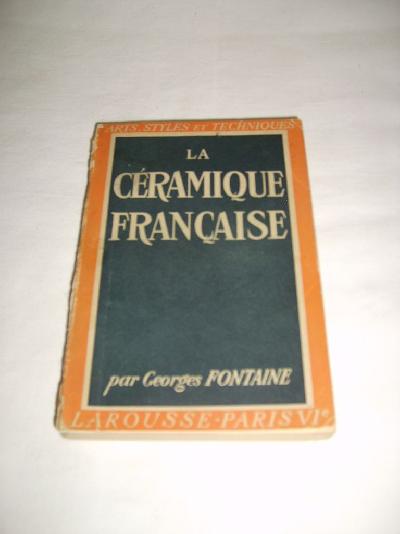 ARTS, STYLES ET TECHNIQUES
LA
CÉRAMIQUE
FRANÇAISE
par Georges FONTAINE
LAROUSSE - PARIS VIe